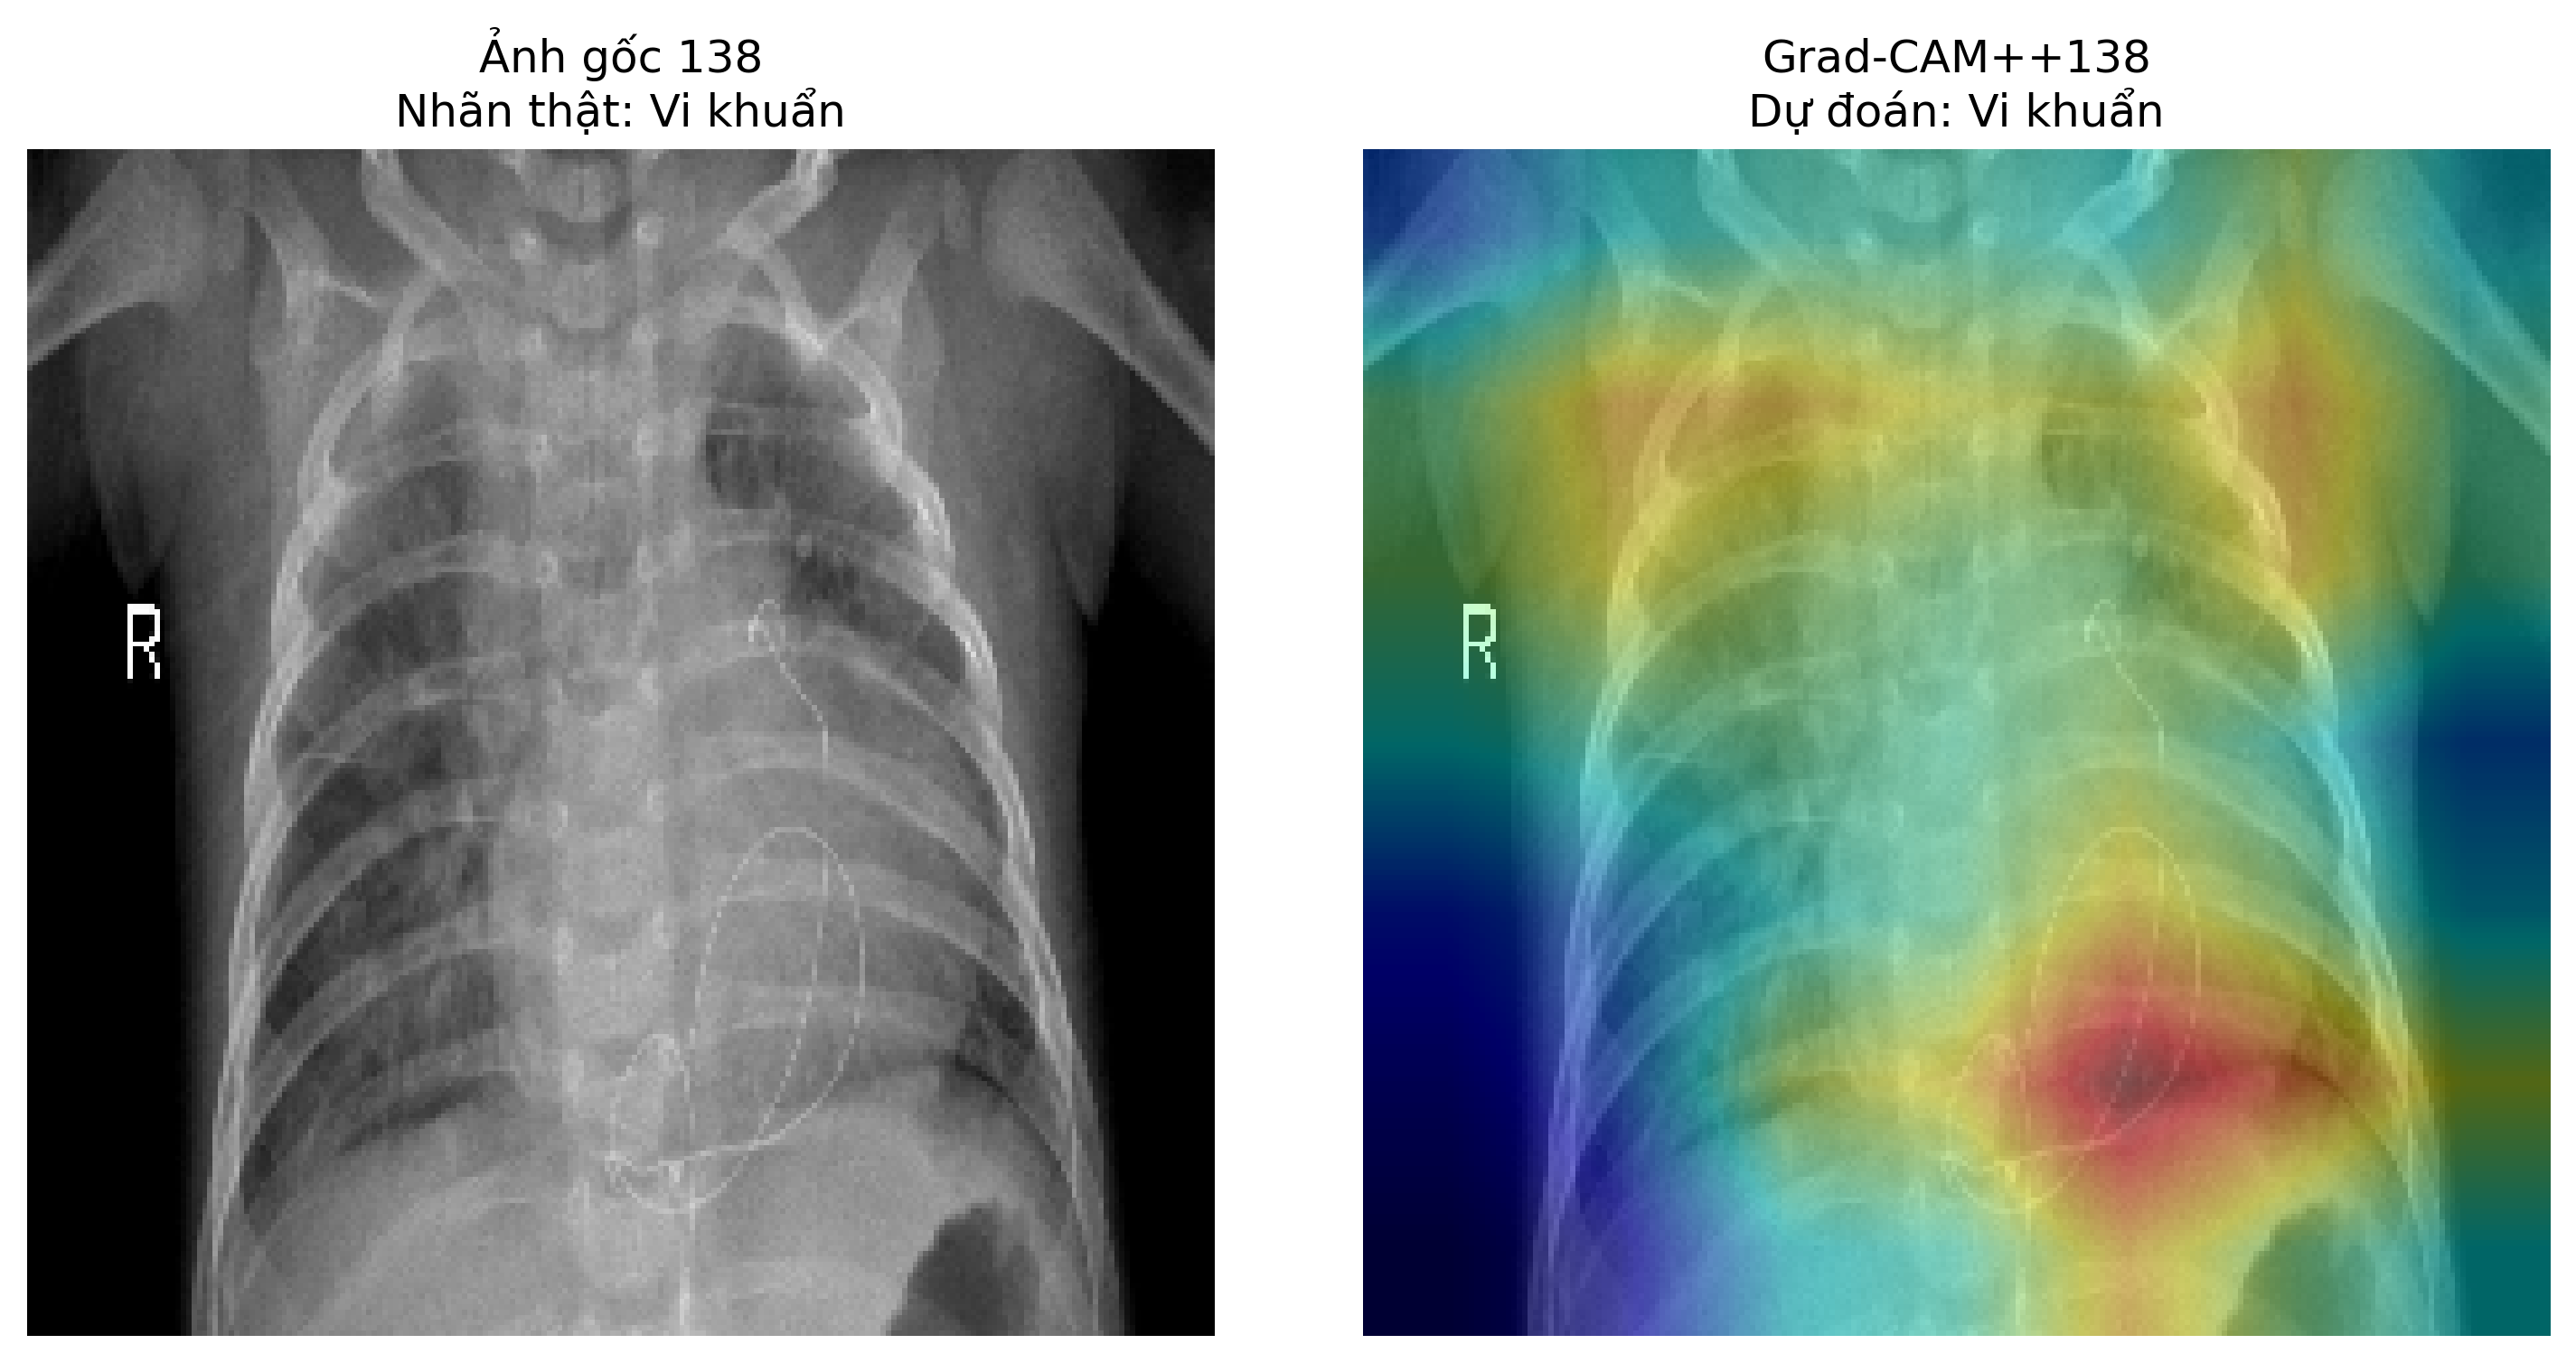 Ảnh gốc 138
Nhãn thật: Vi khuẩn
Grad-CAM++138
Dự đoán: Vi khuẩn
R
R